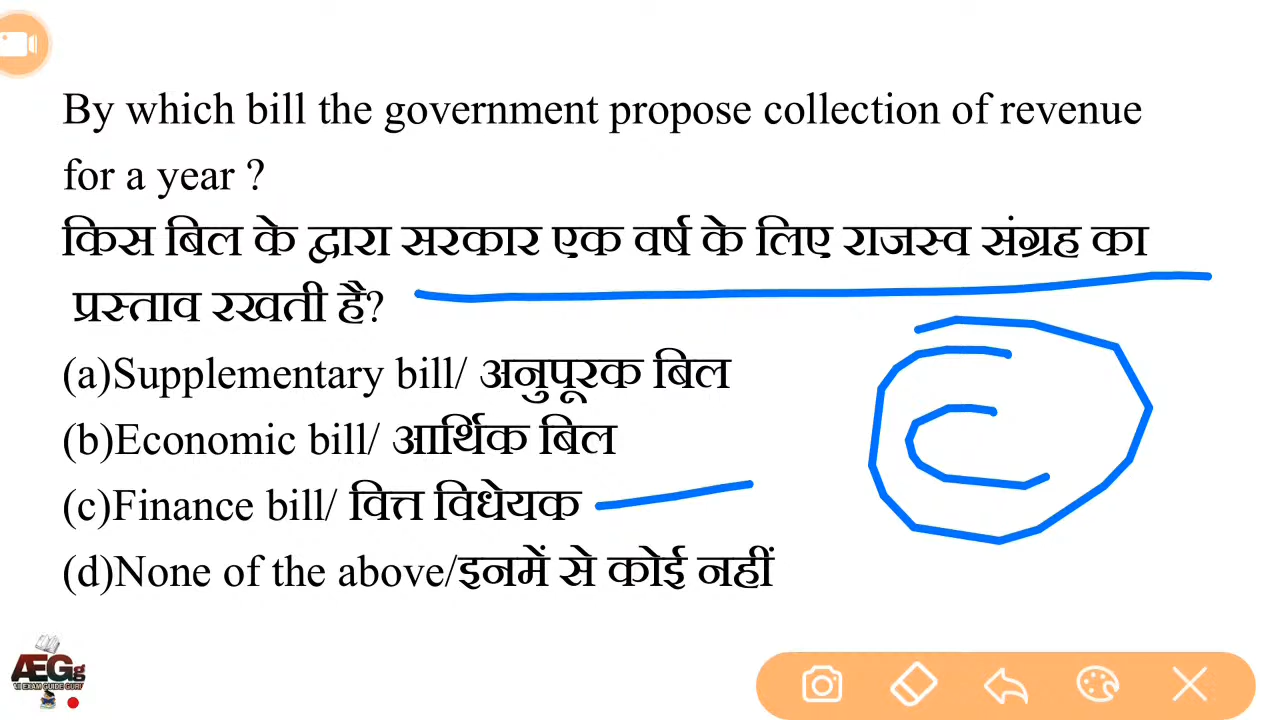 By which bill the government propose collection of revenue
for a year ?
किस बिल के द्वारा सरकार एक वर्ष के लिए राजस्व संग्रह का
प्रस्ताव रखती है?
(a)Supplementary bill/ अनुपूरक बिल
(b)Economic bill/ आर्थिक बिल
(c)Finance bill/ वित्त विधेयक
(d)None of the above/इनमें से कोई नहीं
C
ÆGg